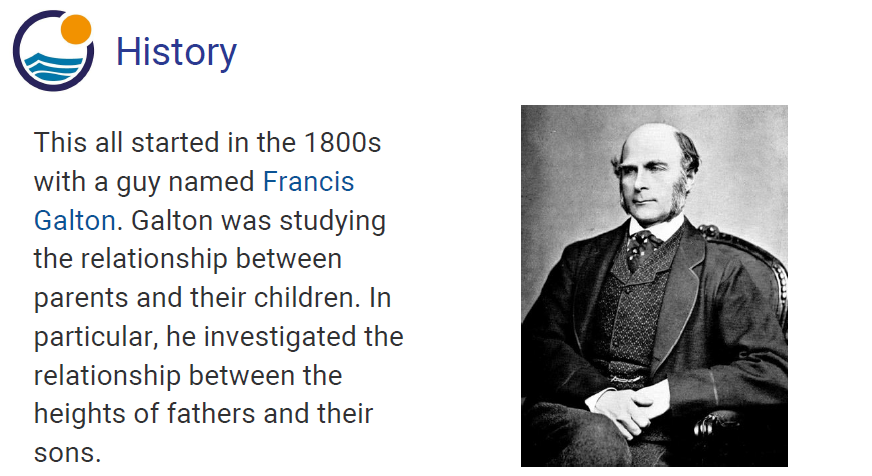 History
This all started in the 1800s
with a guy named Francis
Galton. Galton was studying
the relationship between
parents and their children. In
particular, he investigated the
relationship between the
heights of fathers and their
sons.